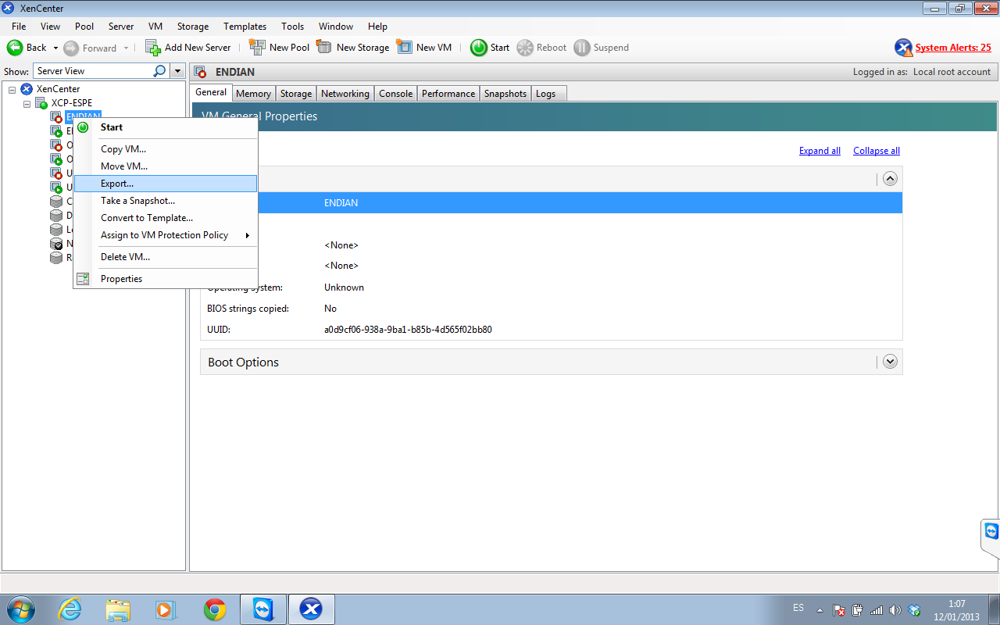 XenCenter
File View Pool Server VM Storage Templates Tools Window Help
Back Forward Add New Server New Pool New Storage New VM Start Reboot Suspend System Alerts: 25
Show: Server View ENDIAN Logged in as: Local root account
XenCenter
XCP-ESPE
ENDIAN
General Memory Storage Networking Console Performance Snapshots Logs
VM General Properties
Expand all Collapse all
Start
Copy VM...
Move VM...
Export...
Take a Snapshot...
Convert to Template...
Assign to VM Protection Policy
Delete VM...
Properties
ENDIAN
<None>
<None>
Operating system: Unknown
BIOS strings copied: No
UUID: a0d9cf06-938a-9ba1-b85b-4d565f02bb80
Boot Options
ES
1:07
12/01/2013